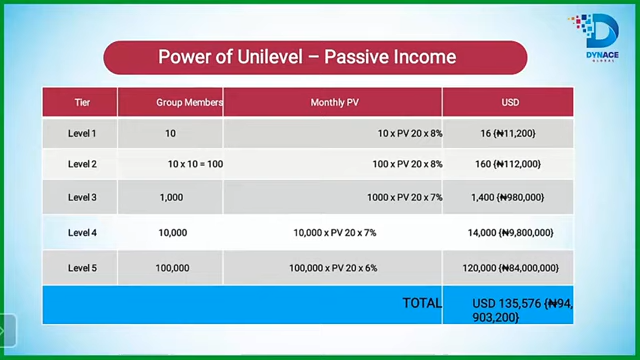 DYNACE
GLOBAL
Power of Unilevel – Passive Income
Tier Group Members Monthly PV USD
Level 1 10 10 x PV 20 x 8% 16 {₦11,200}
Level 2 10 x 10 = 100 100 x PV 20 x 8% 160 {₦112,000}
Level 3 1,000 1000 x PV 20 x 7% 1,400 {₦980,000}
Level 4 10,000 10,000 x PV 20 x 7% 14,000 {₦9,800,000}
Level 5 100,000 100,000 x PV 20 x 6% 120,000 {₦84,000,000}
TOTAL USD 135,576 {₦94,
903,200}